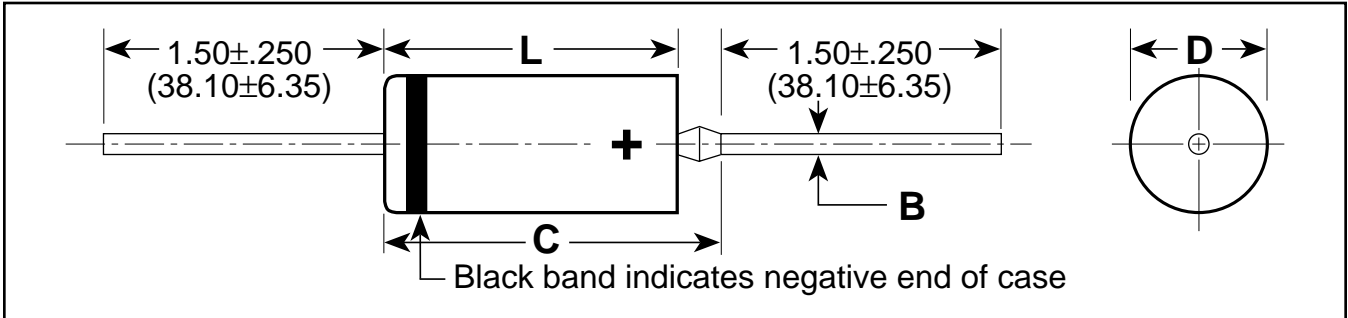 1.50±.250
(38.10±6.35)
L
1.50±.250
(38.10±6.35)
D
+
B
C
Black band indicates negative end of case